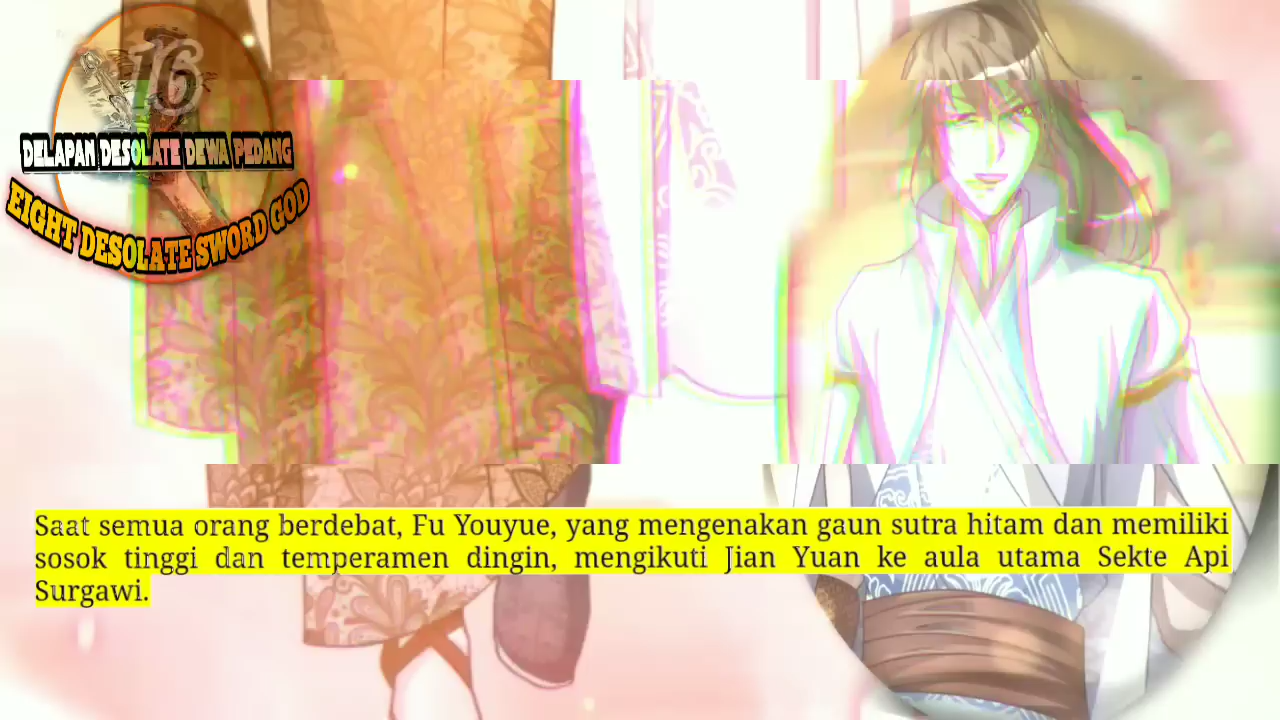 16
DELAPAN DESOLATE DEWA PEDANG
EIGHT DESOLATE SWORD GOD
Saat semua orang berdebat, Fu Youyue, yang mengenakan gaun sutra hitam dan memiliki
sosok tinggi dan temperamen dingin, mengikuti Jian Yuan ke aula utama Sekte Api
Surgawi.